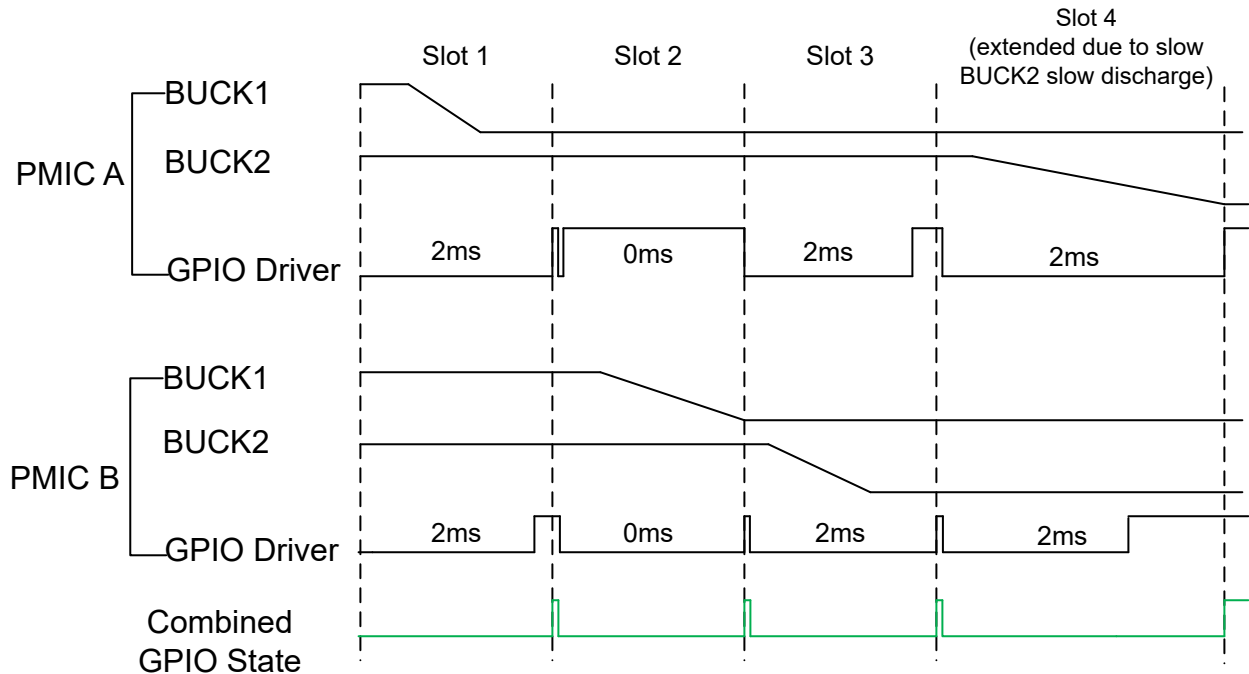 Slot 1
Slot 2
Slot 3
Slot 4
(extended due to slow
BUCK2 slow discharge)
PMIC A
BUCK1
BUCK2
GPIO Driver
2ms
0ms
2ms
2ms
PMIC B
BUCK1
BUCK2
GPIO Driver
2ms
0ms
2ms
2ms
Combined
GPIO State